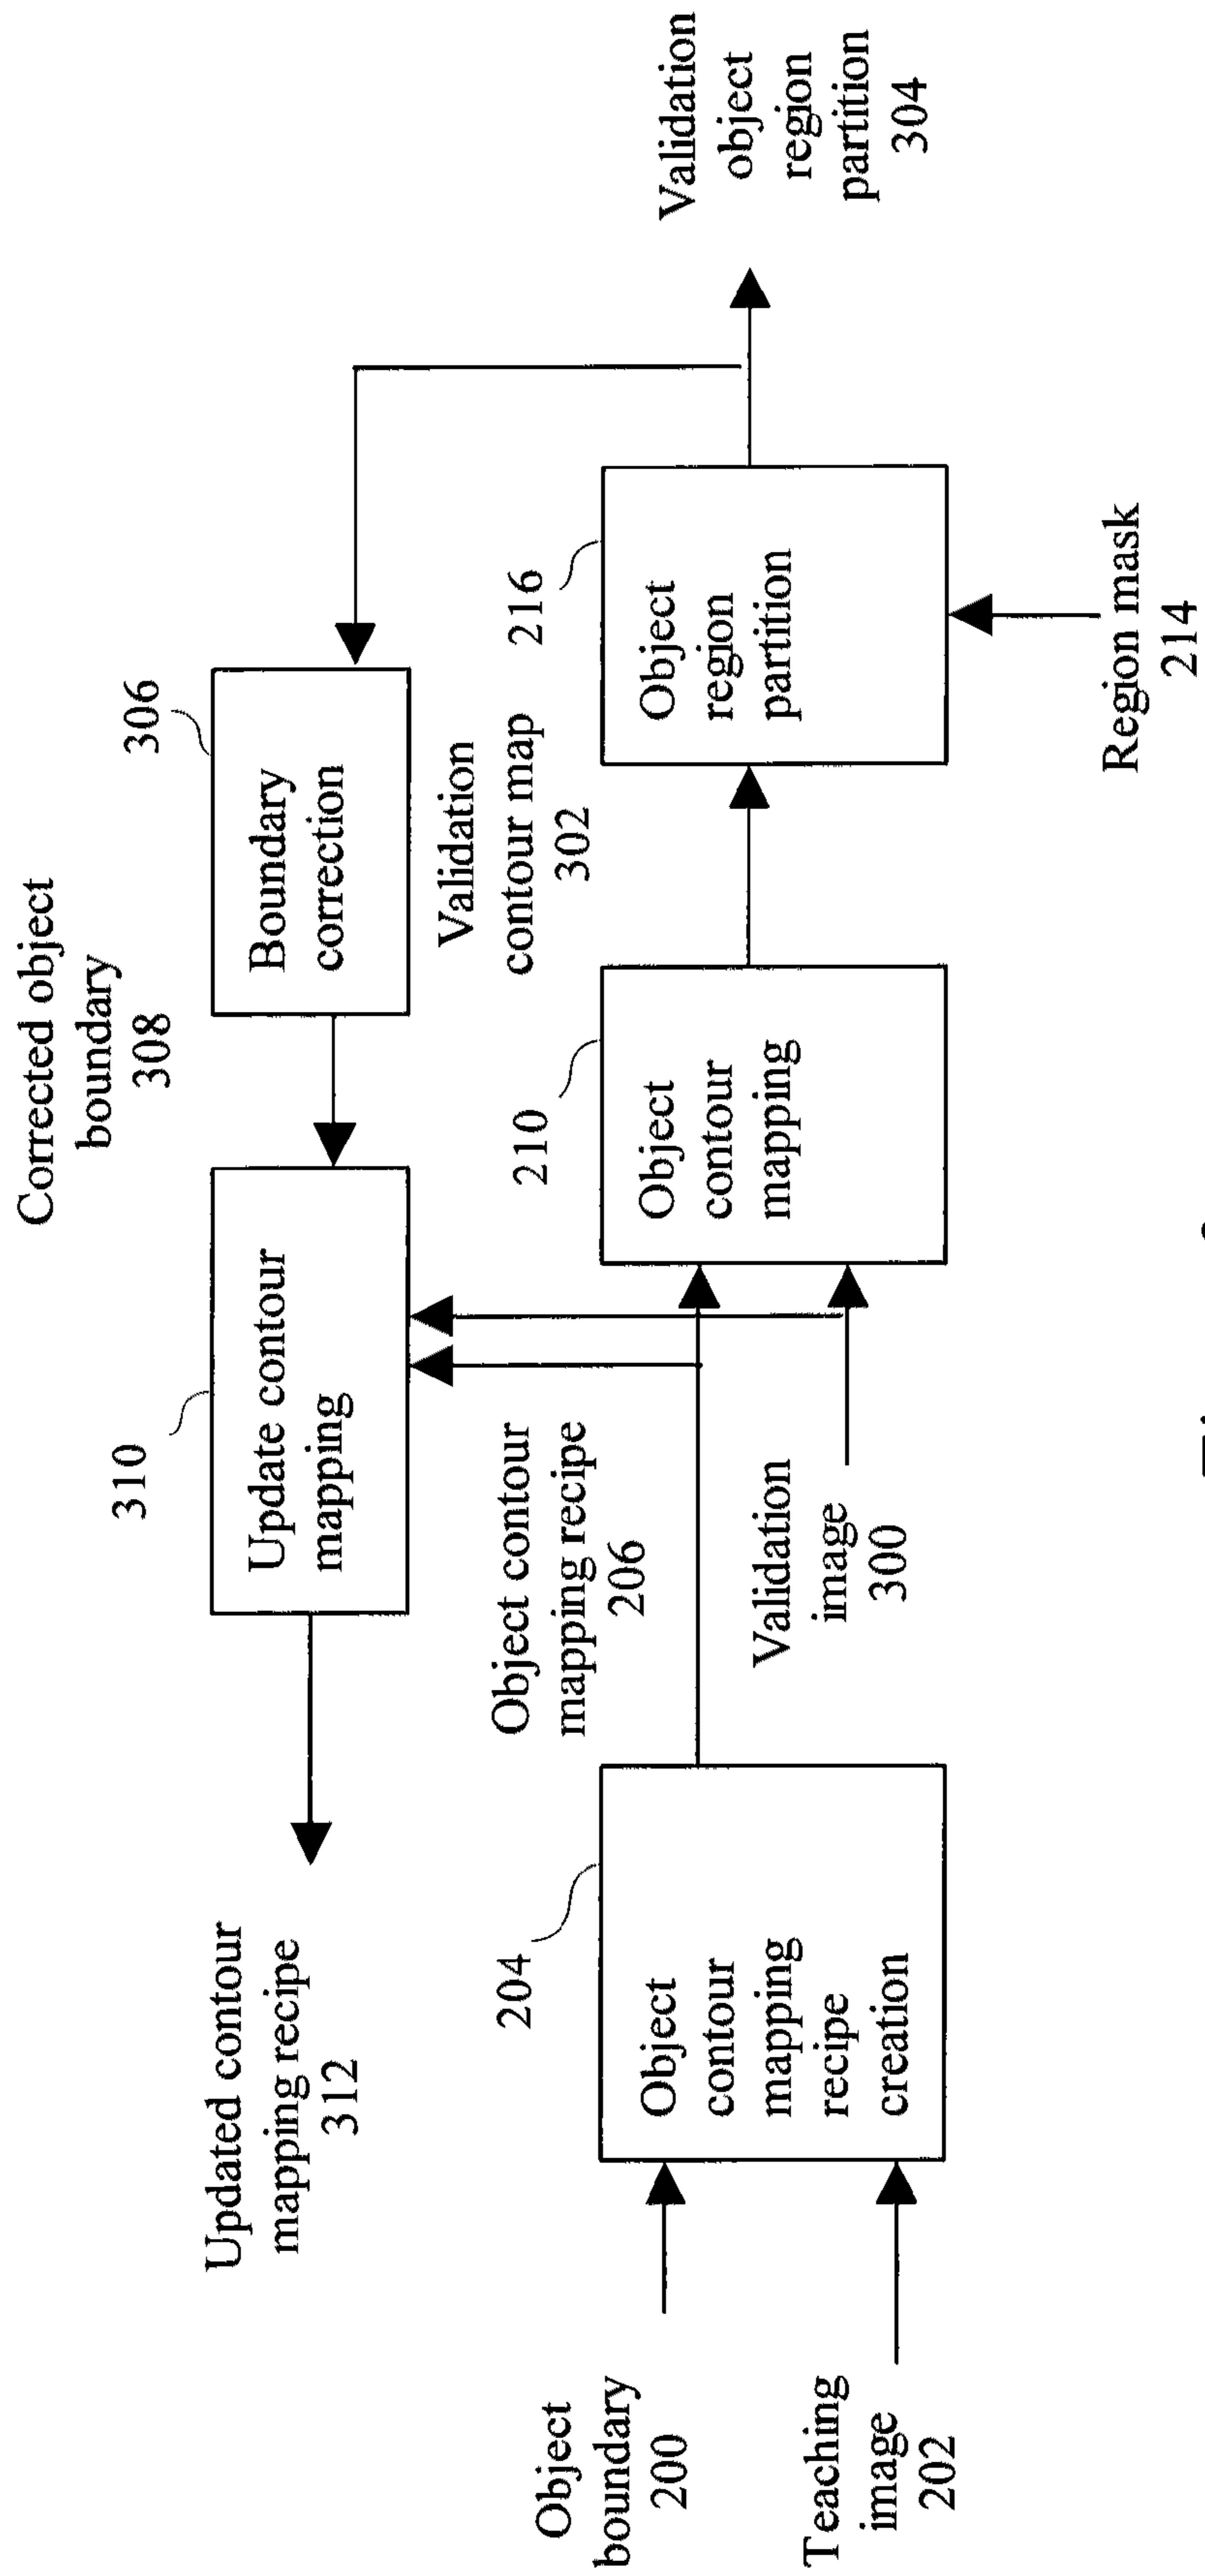 Corrected object
boundary
308
306
Boundary
correction
310
Update contour
mapping
Updated contour
mapping recipe
312
Validation
contour map
302
Object contour
mapping recipe
206
204
Object
contour
mapping
recipe
creation
210
Object
contour
mapping
216
Object
region
partition
Validation
object
region
partition
304
Object
boundary
200
Teaching
image
202
Validation
image
300
Region mask
214